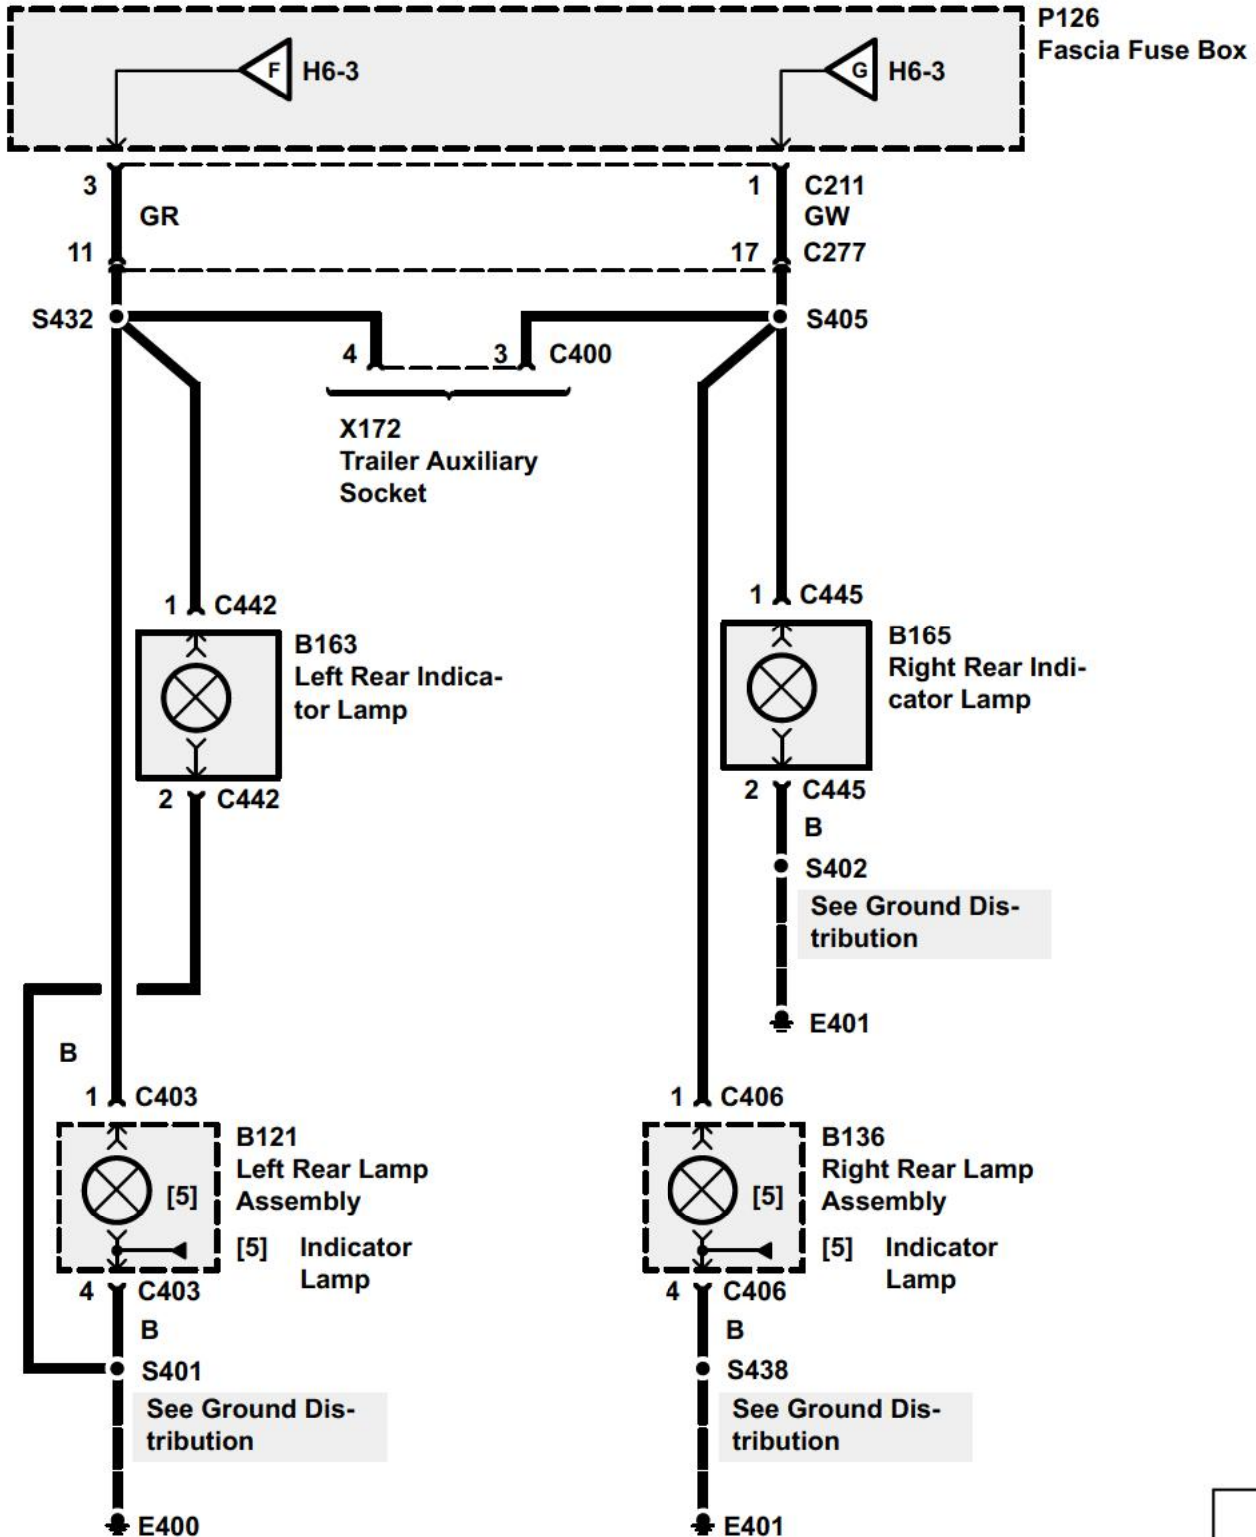 P126
Fascia Fuse Box
F H6-3
G H6-3
3
1 C211
GR
GW
11
17 C277
S432
S405
4
3 C400
X172
Trailer Auxiliary
Socket
1 C442
B163
Left Rear Indica-
tor Lamp
2 C442
1 C445
B165
Right Rear Indi-
cator Lamp
2 C445
B
S402
See Ground Dis-
tribution
E401
B
1 C403
B121
Left Rear Lamp
Assembly
[5]
[5] Indicator
Lamp
4 C403
B
S401
See Ground Dis-
tribution
E400
1 C406
B136
Right Rear Lamp
Assembly
[5]
[5] Indicator
Lamp
4 C406
B
S438
See Ground Dis-
tribution
E401